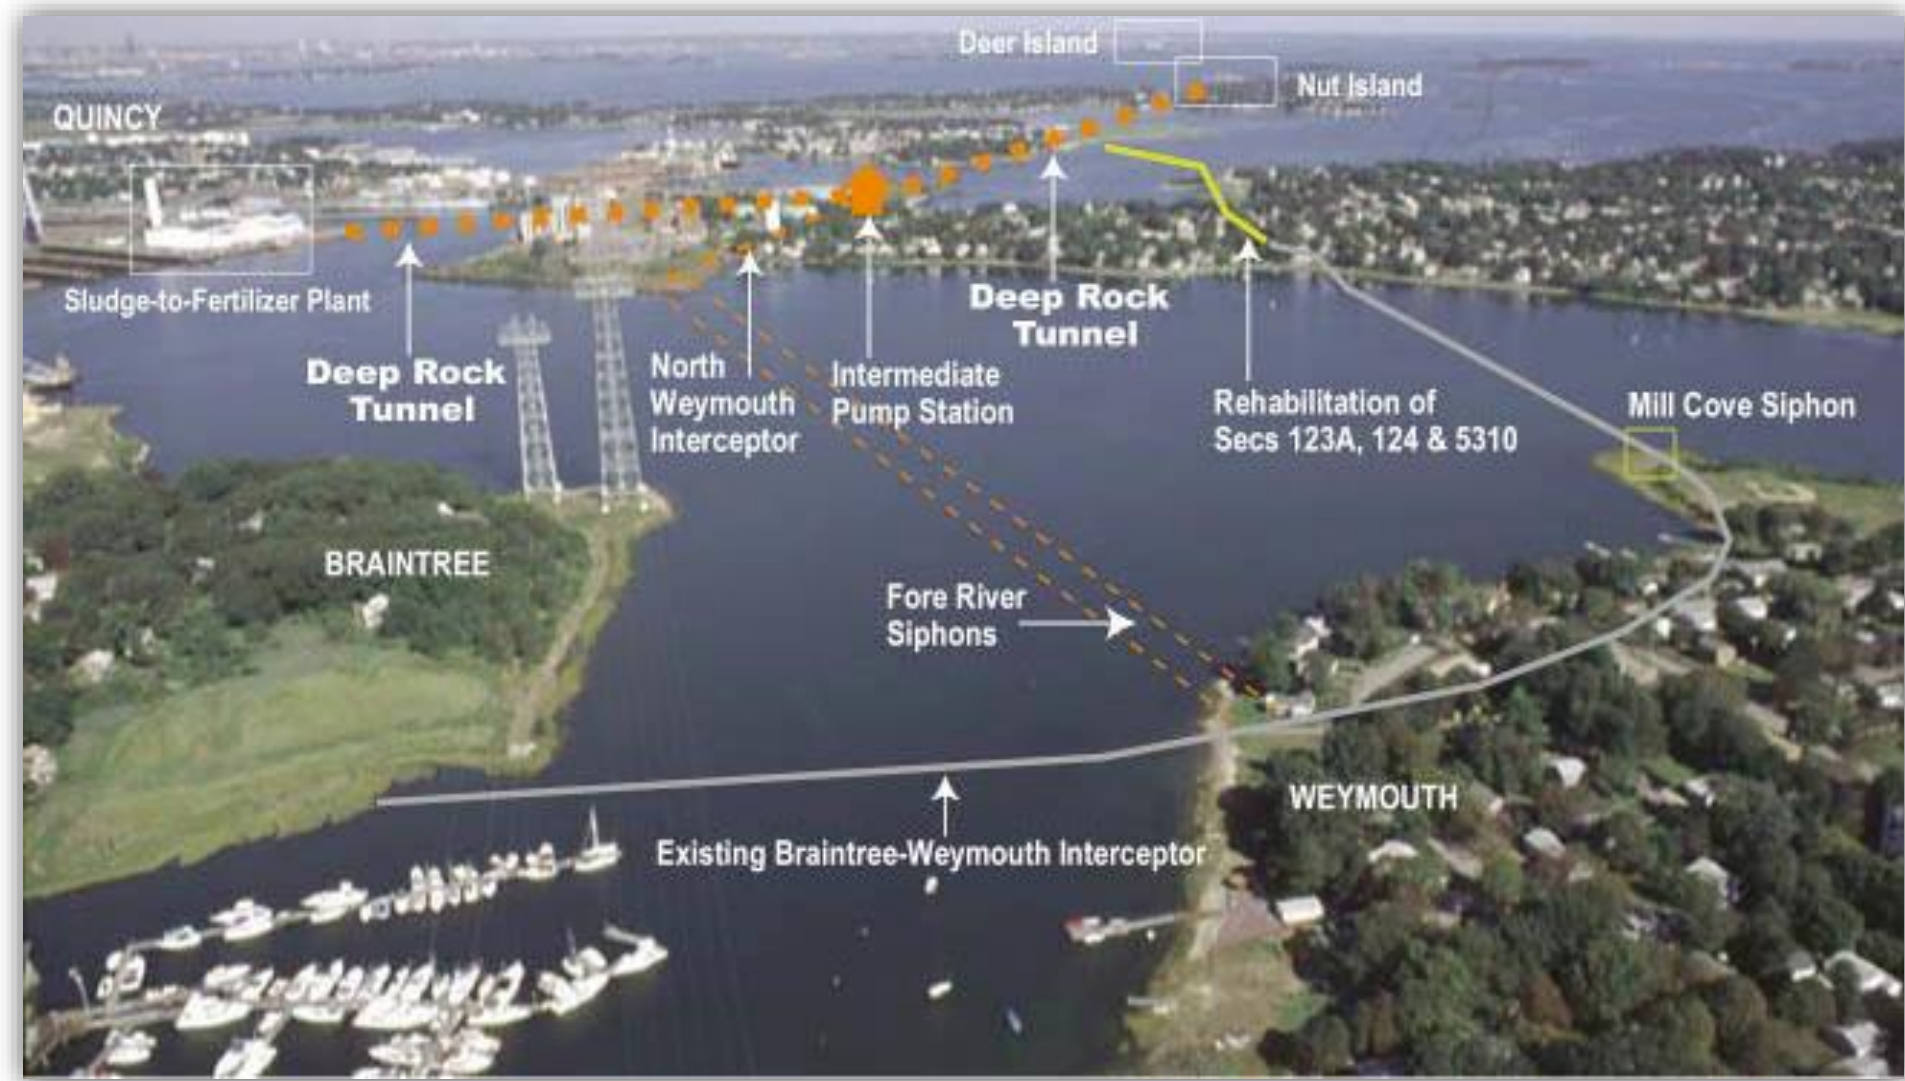 Deer Island
Nut Island
QUINCY
Sludge-to-Fertilizer Plant
Deep Rock
Tunnel
North
Weymouth
Interceptor
Intermediate
Pump Station
Deep Rock
Tunnel
Rehabilitation of
Secs 123A, 124 & 5310
Mill Cove Siphon
BRAINTREE
Fore River
Siphons
WEYMOUTH
Existing Braintree-Weymouth Interceptor